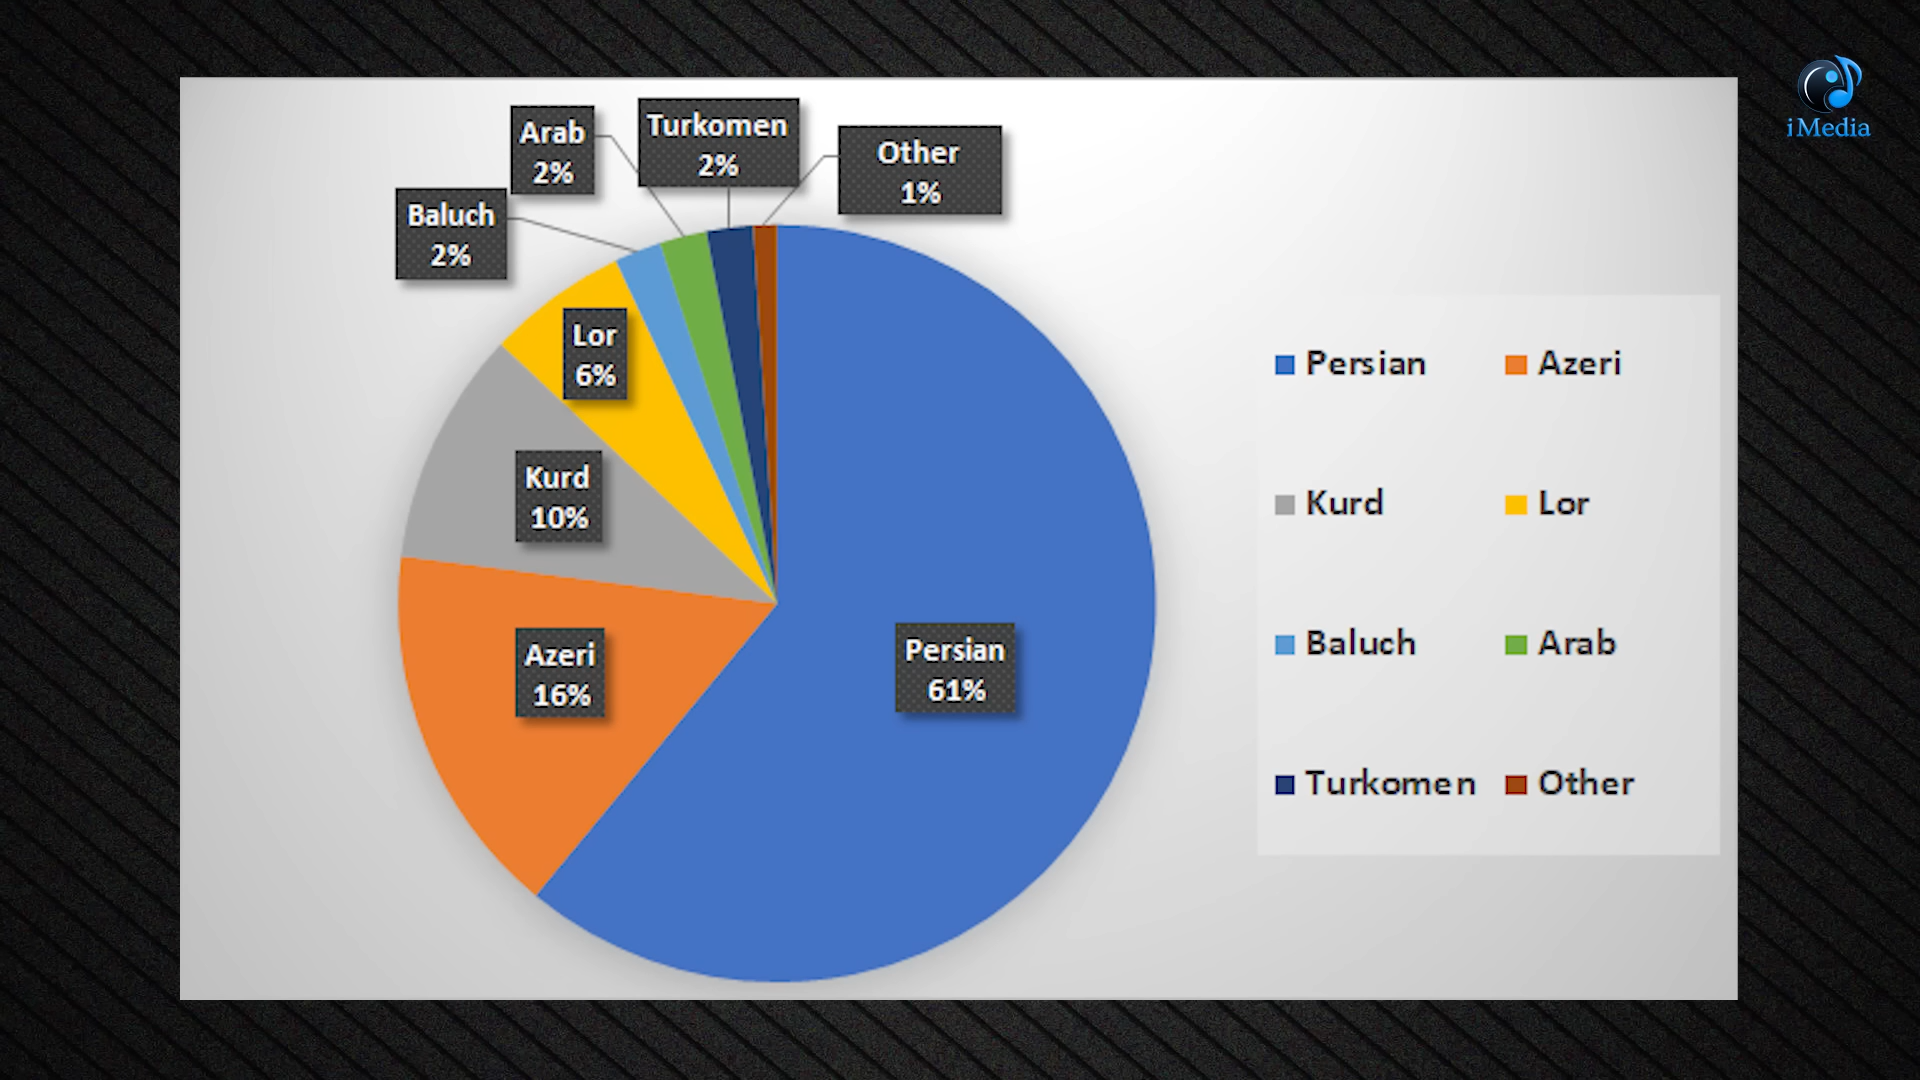 iMedia
Arab
2%
Turkomen
2%
Other
1%
Baluch
2%
Lor
6%
Kurd
10%
Azeri
16%
Persian
61%
Persian
Azeri
Kurd
Lor
Baluch
Arab
Turkomen
Other